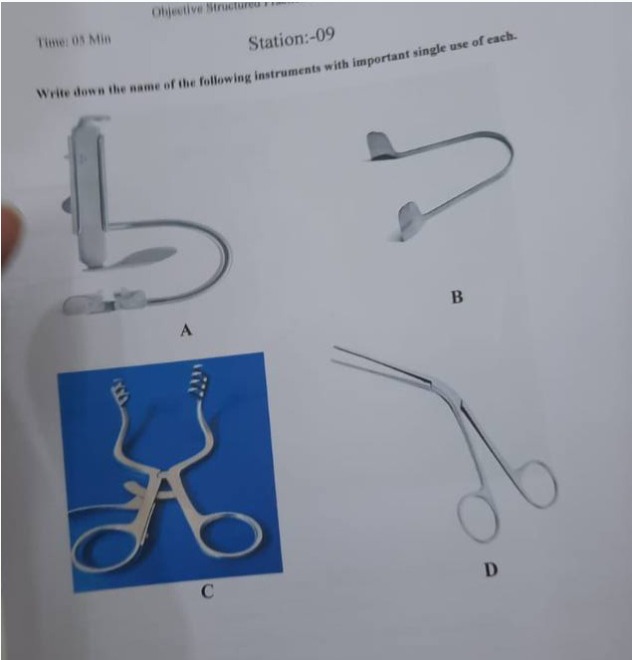 Objective Structured
Time: 05 Min
Station:-09
Write down the name of the following instruments with important single use of each.
A
B
C
D